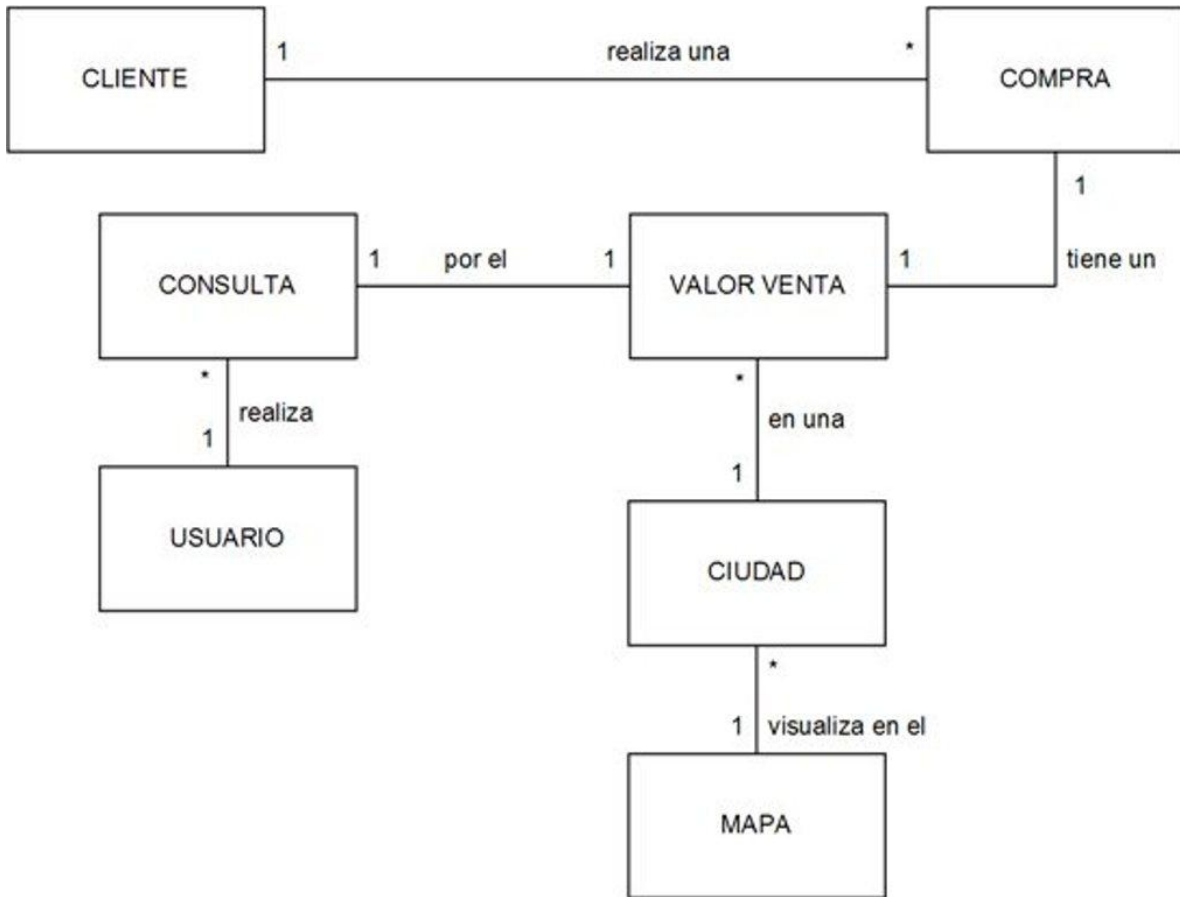 1 realiza una *
CLIENTE COMPRA
1
1 por el 1 1 tiene un
CONSULTA VALOR VENTA
* *
realiza en una
1
1
USUARIO
CIUDAD
*
1 visualiza en el
MAPA